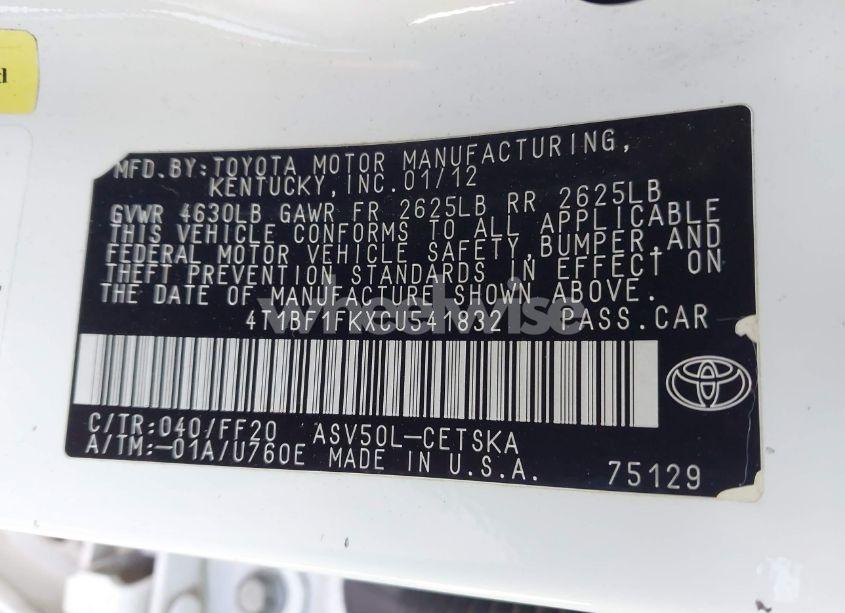 d
MFD.BY:TOYOTA MOTOR MANUFACTURING,
KENTUCKY,INC.01/12
GVWR 4630LB GAWR FR 2625LB RR 2625LB
THIS VEHICLE CONFORMS TO ALL APPLICABLE
FEDERAL MOTOR VEHICLE SAFETY,BUMPER,AND
THEFT PREVENTION STANDARDS IN EFFECT ON
THE DATE OF MANUFACTURE SHOWN ABOVE.
4T1BF1FKXCU541832 PASS.CAR
C/TR:040/FF20 ASV50L-CETSKA
A/TM:-01A/U760E MADE IN U.S.A. 75129